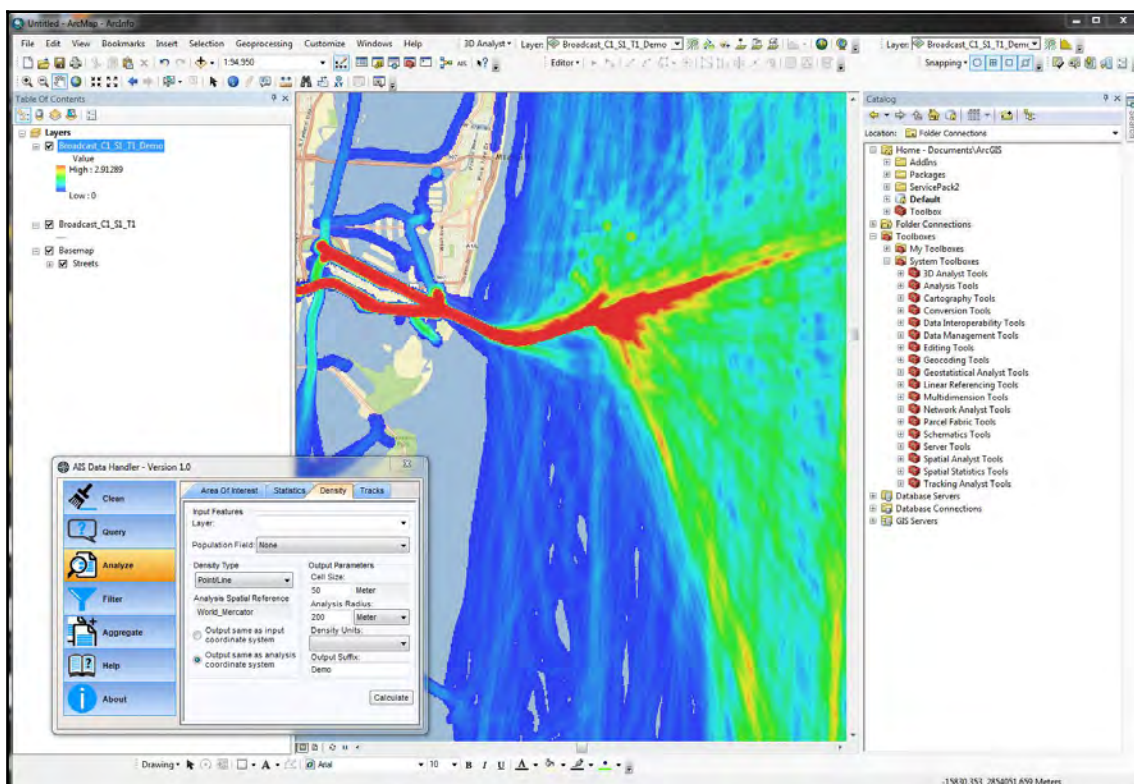 Untitled - ArcMap - ArcInfo
File Edit View Bookmarks Insert Selection Geoprocessing Customize Windows Help
3D Analyst Layer: Broadcast_C1_S1_T1_Demo
Layer: Broadcast_C1_S1_T1_Demo
1:94,950
Editor
Snapping
Table Of Contents
Layers
Broadcast_C1_S1_T1_Demo
Value
High : 2.91289
Low : 0
Broadcast_C1_S1_T1
Basemap
Streets
Catalog
Location: Folder Connections
Home - Documents\ArcGIS
AddIns
Packages
ServicePack2
Default
Toolbox
Folder Connections
Toolboxes
My Toolboxes
System Toolboxes
3D Analyst Tools
Analysis Tools
Cartography Tools
Conversion Tools
Data Interoperability Tools
Data Management Tools
Editing Tools
Geocoding Tools
Geostatistical Analyst Tools
Linear Referencing Tools
Multidimension Tools
Network Analyst Tools
Parcel Fabric Tools
Schematics Tools
Server Tools
Spatial Analyst Tools
Spatial Statistics Tools
Tracking Analyst Tools
Database Servers
Database Connections
GIS Servers
Search
AIS Data Handler - Version 1.0
Clean
Query
Analyze
Filter
Aggregate
Help
About
Area Of Interest Statistics Density Tracks
Input Features
Layer:
Population Field: None
Density Type
Point/Line
Analysis Spatial Reference
World_Mercator
Output same as input coordinate system
Output same as analysis coordinate system
Output Parameters
Cell Size:
50 Meter
Analysis Radius:
200 Meter
Density Units:
Output Suffix:
Demo
Calculate
Drawing
Arial 10 B I U A
-15830.353 2854051.659 Meters